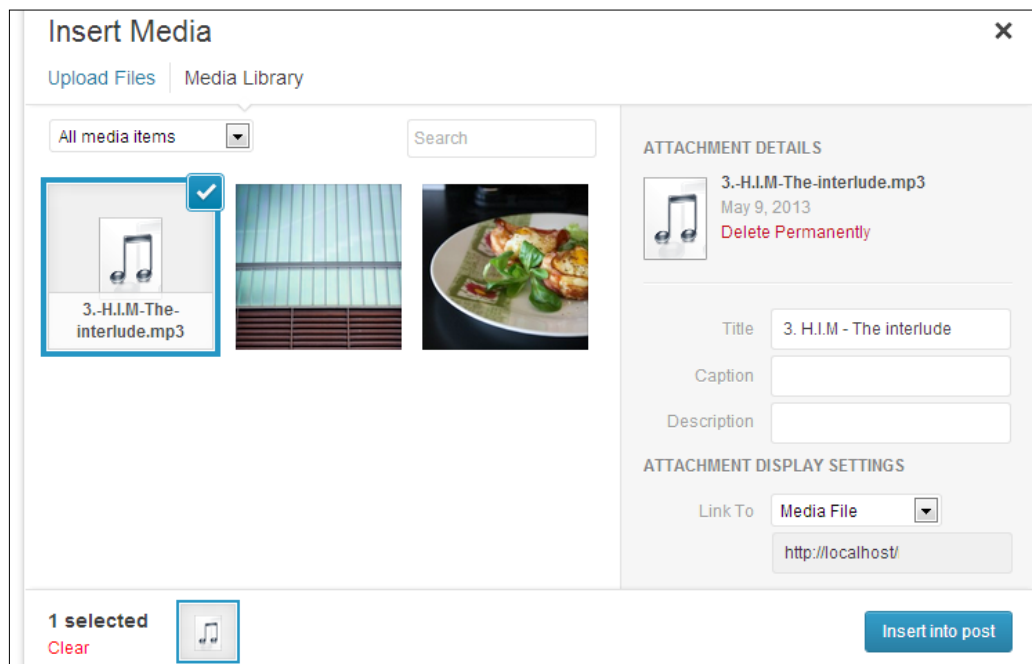 Insert Media
Upload Files
Media Library
All media items
Search
3.-H.I.M-The-
interlude.mp3
ATTACHMENT DETAILS
3.-H.I.M-The-interlude.mp3
May 9, 2013
Delete Permanently
Title
3. H.I.M - The interlude
Caption
Description
ATTACHMENT DISPLAY SETTINGS
Link To
Media File
http://localhost/
1 selected
Clear
Insert into post